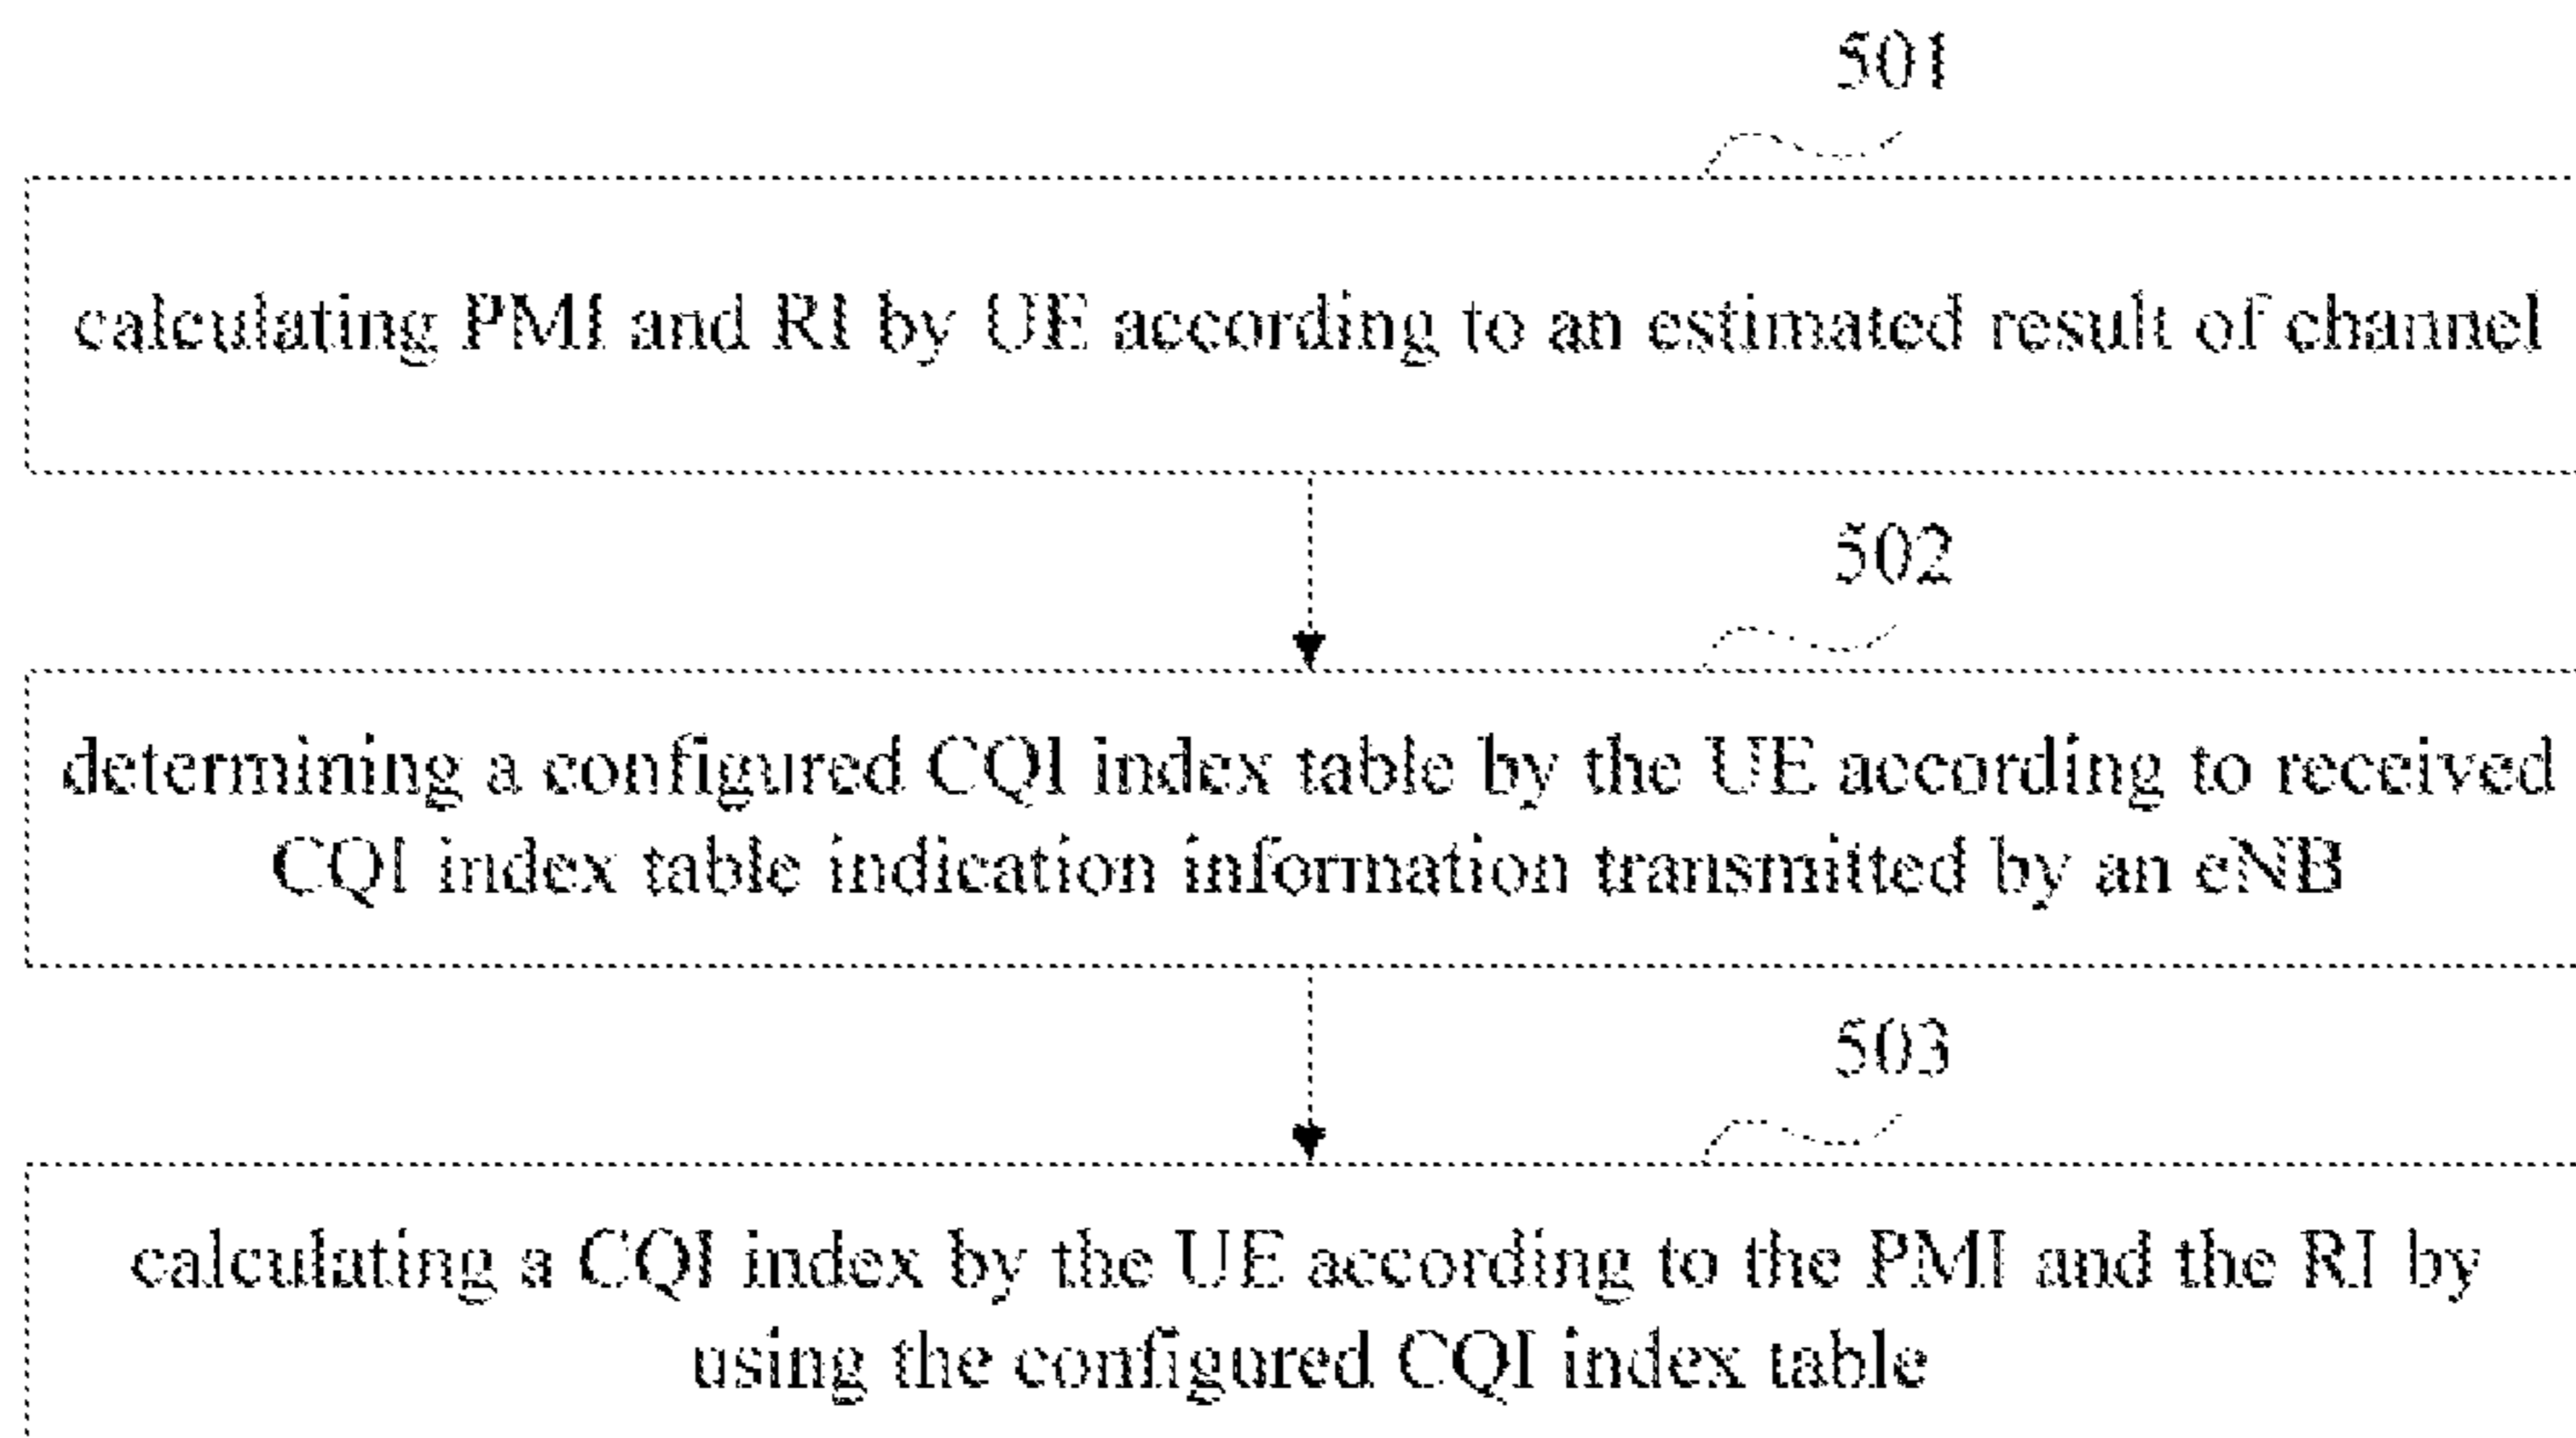 501
calculating PMI and RI by UE according to an estimated result of channel
502
determining a configured CQI index table by the UE according to received
CQI index table indication information transmitted by an eNB
503
calculating a CQI index by the UE according to the PMI and the RI by
using the configured CQI index table